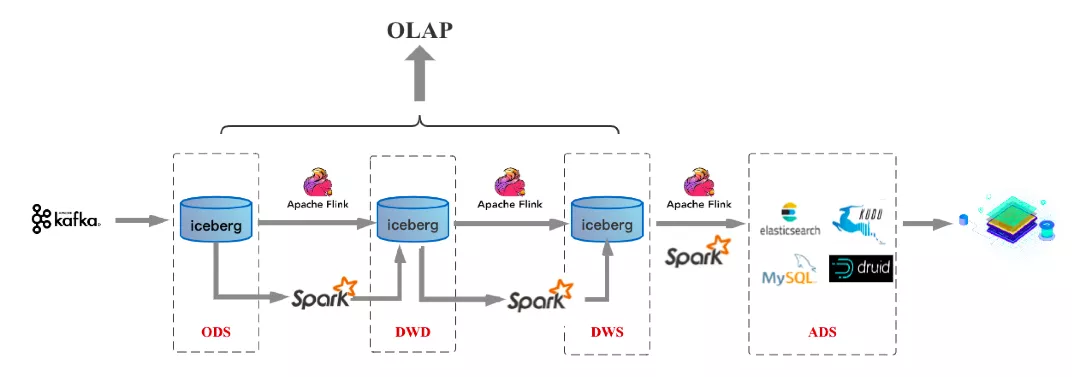 OLAP
Apache Flink
Apache Flink
Apache Flink
kafka
iceberg
iceberg
iceberg
elasticsearch
KUDU
Spark
MySQL
druid
Spark
Spark
ODS
DWD
DWS
ADS